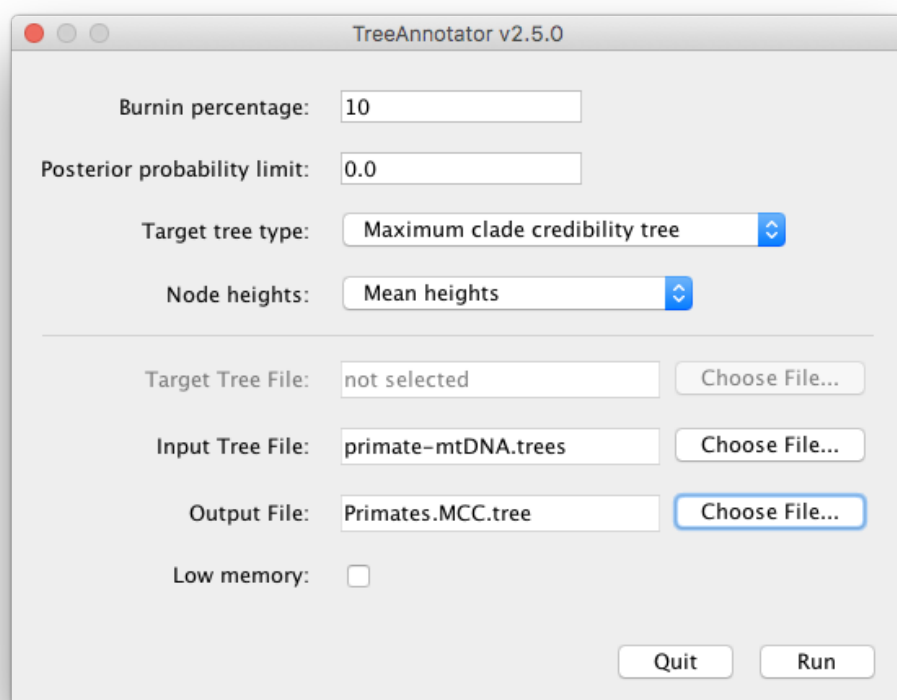 TreeAnnotator v2.5.0
Burnin percentage: 10
Posterior probability limit: 0.0
Target tree type: Maximum clade credibility tree
Node heights: Mean heights
Target Tree File: not selected Choose File...
Input Tree File: primate-mtDNA.trees Choose File...
Output File: Primates.MCC.tree Choose File...
Low memory:
Quit Run